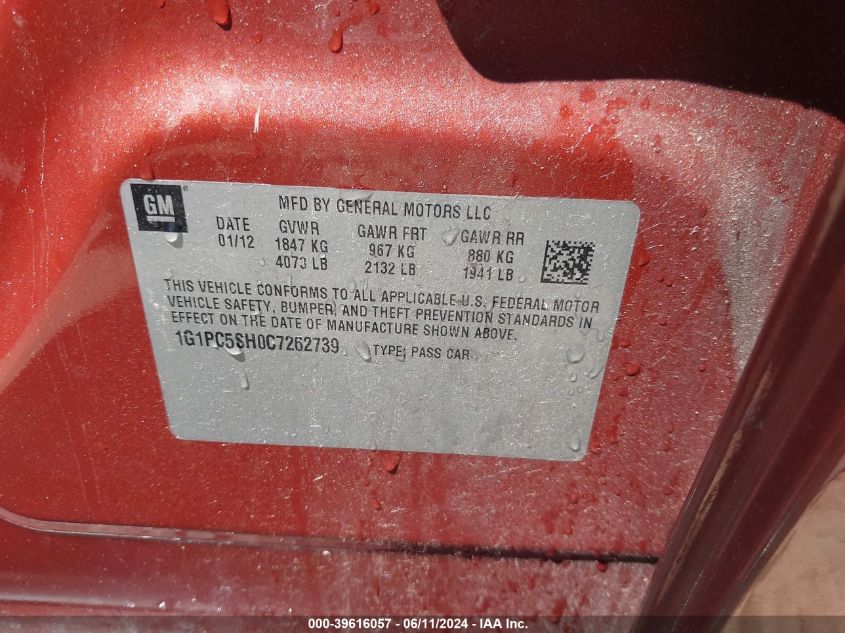 GM ®
MFD BY GENERAL MOTORS LLC
DATE GVWR GAWR FRT GAWR RR
01/12 1847 KG 967 KG 880 KG
4073 LB 2132 LB 1941 LB
THIS VEHICLE CONFORMS TO ALL APPLICABLE U.S. FEDERAL MOTOR
VEHICLE SAFETY, BUMPER, AND THEFT PREVENTION STANDARDS IN
EFFECT ON THE DATE OF MANUFACTURE SHOWN ABOVE.
1G1PC5SH0C7262739 TYPE: PASS CAR
000-39616057 - 06/11/2024 - IAA Inc.